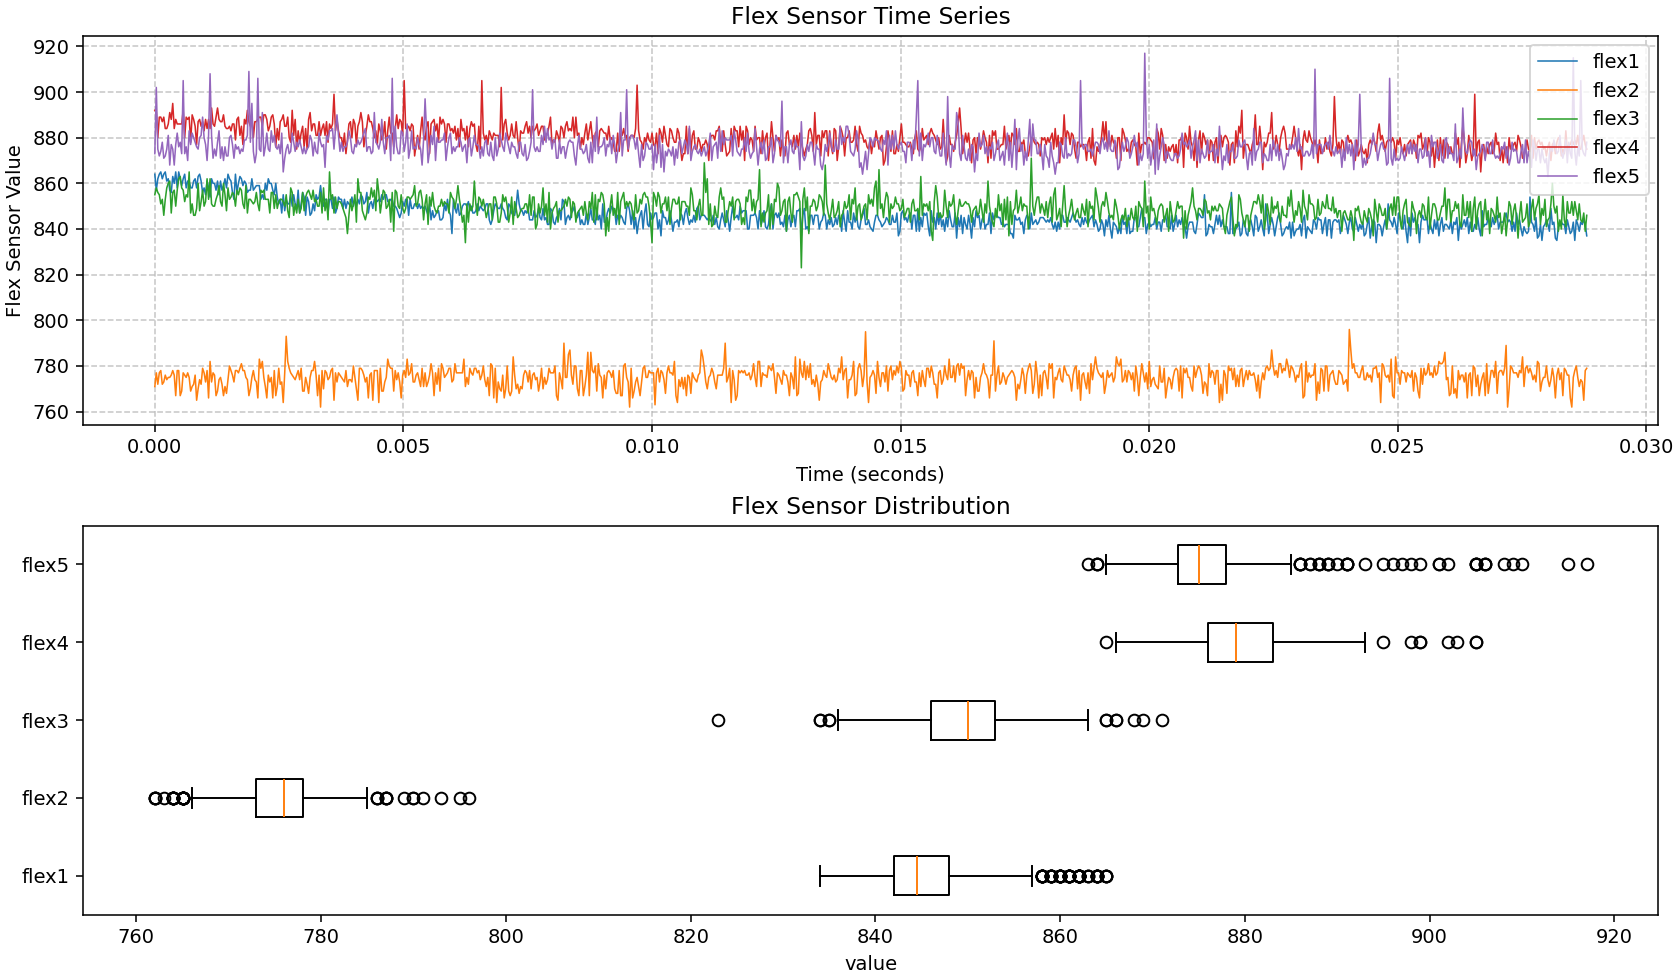 Flex Sensor Time Series
Flex Sensor Value
920
900
880
860
840
820
800
780
760
flex1
flex2
flex3
flex4
flex5
0.000 0.005 0.010 0.015 0.020 0.025 0.030
Time (seconds)
Flex Sensor Distribution
flex5
flex4
flex3
flex2
flex1
760 780 800 820 840 860 880 900 920
value